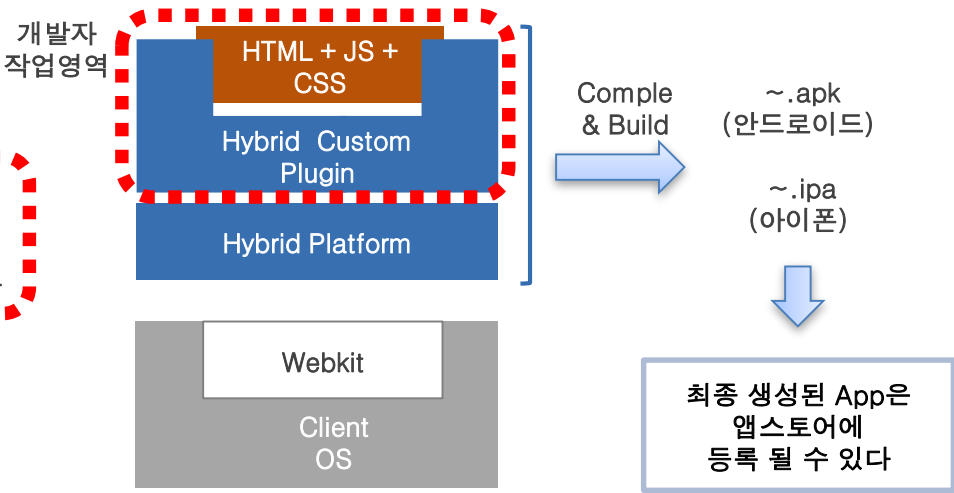 개발자
작업영역
HTML + JS +
CSS
Hybrid Custom
Plugin
Hybrid Platform
Webkit
Client
OS
Comple
& Build
~.apk
(안드로이드)
~.ipa
(아이폰)
최종 생성된 App은
앱스토어에
등록 될 수 있다